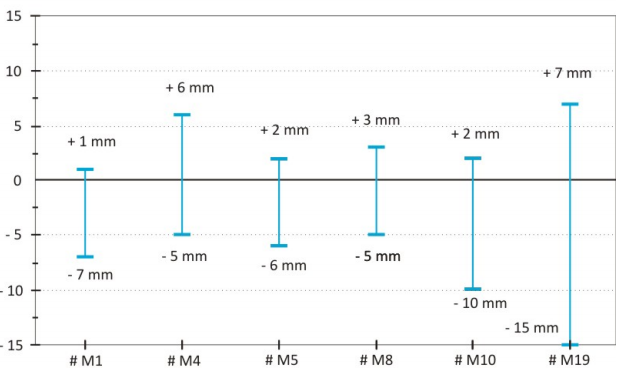 15
10
5
0
- 5
- 10
- 15
+ 1 mm
- 7 mm
+ 6 mm
- 5 mm
+ 2 mm
- 6 mm
+ 3 mm
- 5 mm
+ 2 mm
- 10 mm
+ 7 mm
- 15 mm
# M1
# M4
# M5
# M8
# M10
# M19